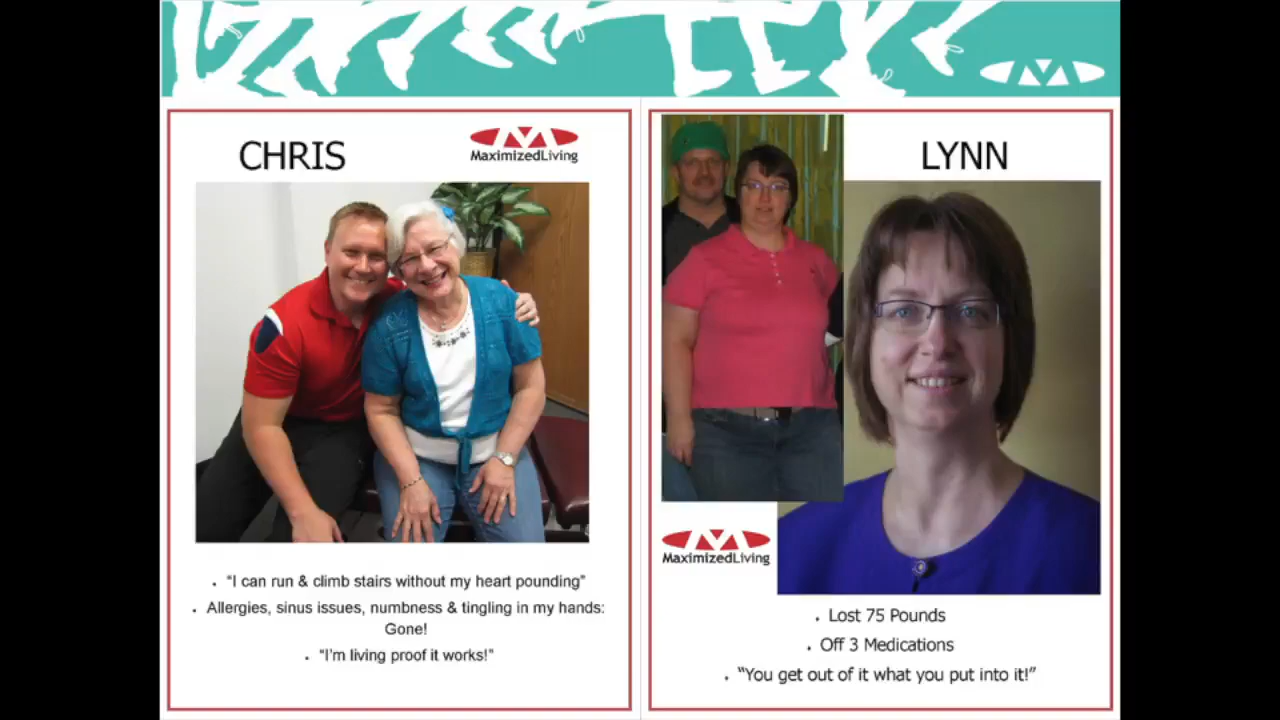 CHRIS
MaximizedLiving
• “I can run & climb stairs without my heart pounding”
• Allergies, sinus issues, numbness & tingling in my hands:
Gone!
• “I'm living proof it works!”
LYNN
MaximizedLiving
• Lost 75 Pounds
• Off 3 Medications
• “You get out of it what you put into it!”